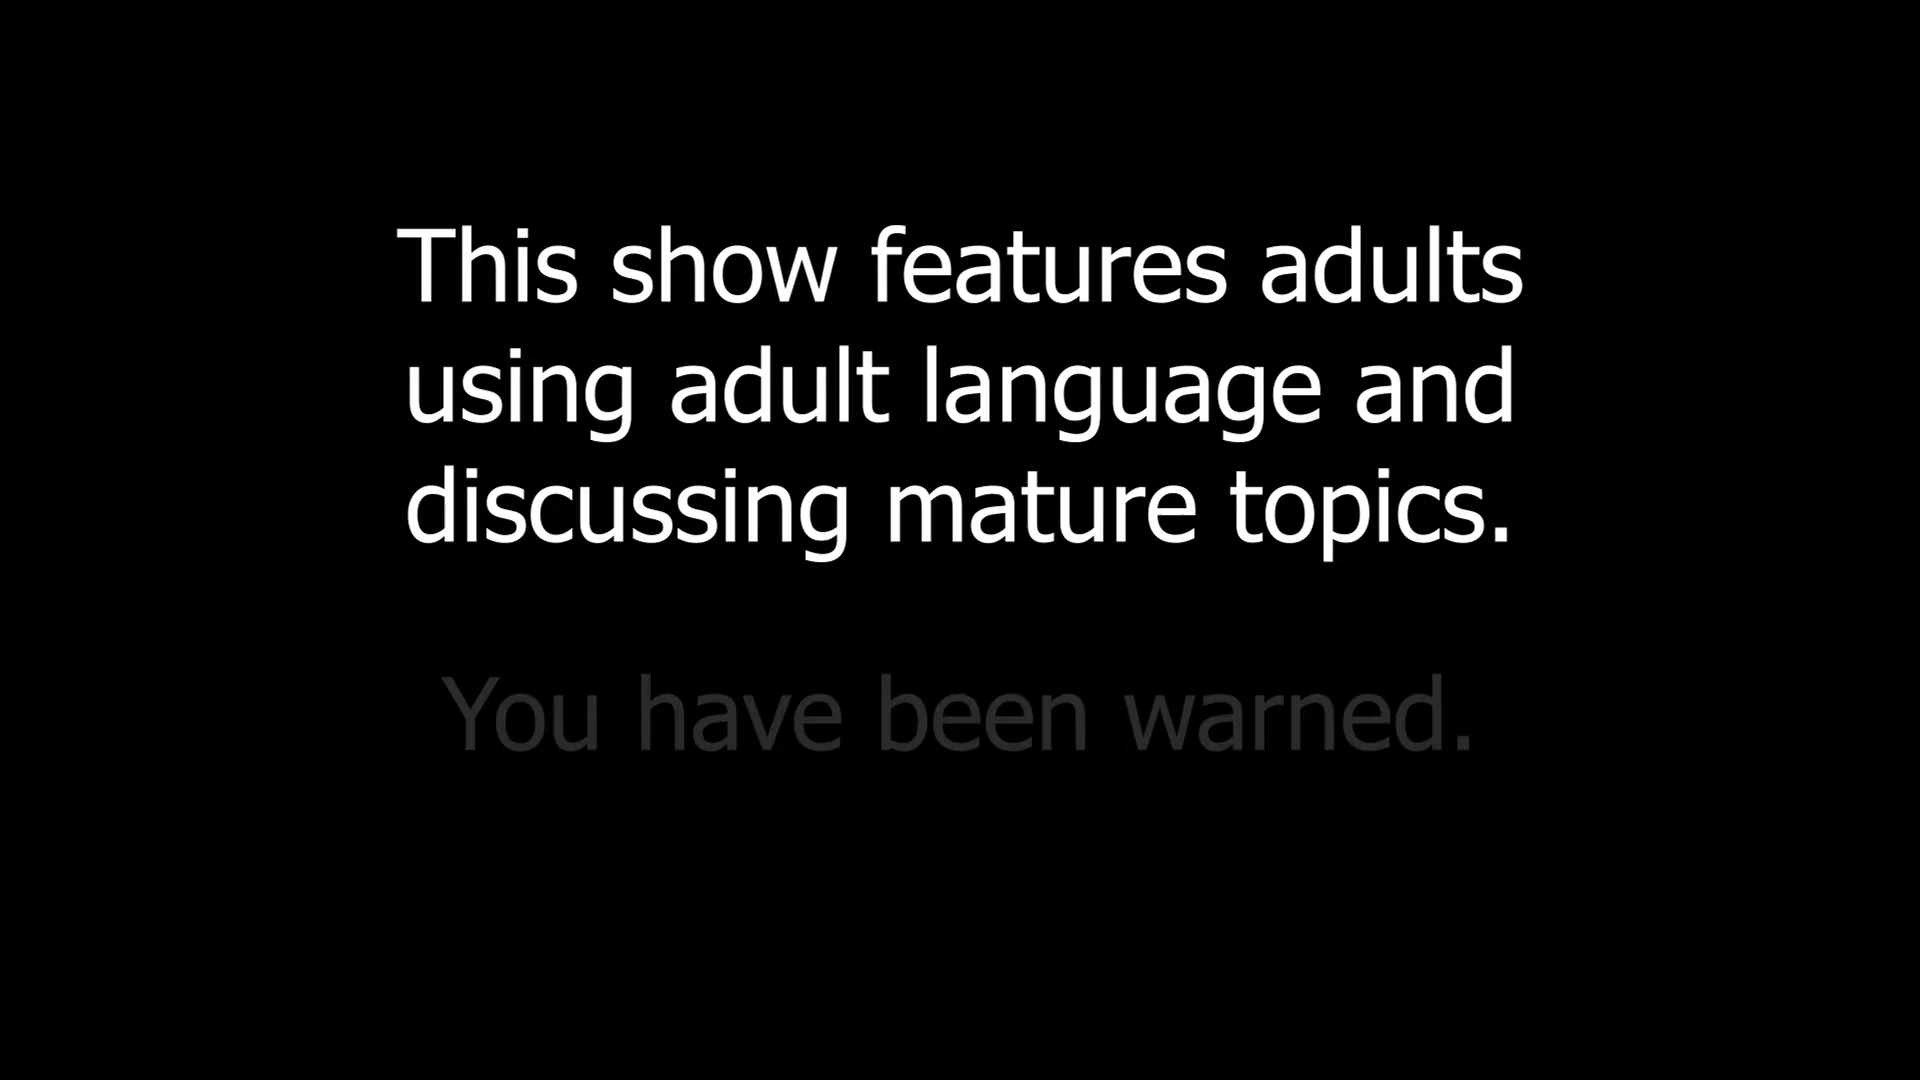 This show features adults
using adult language and
discussing mature topics.
You have been warned.